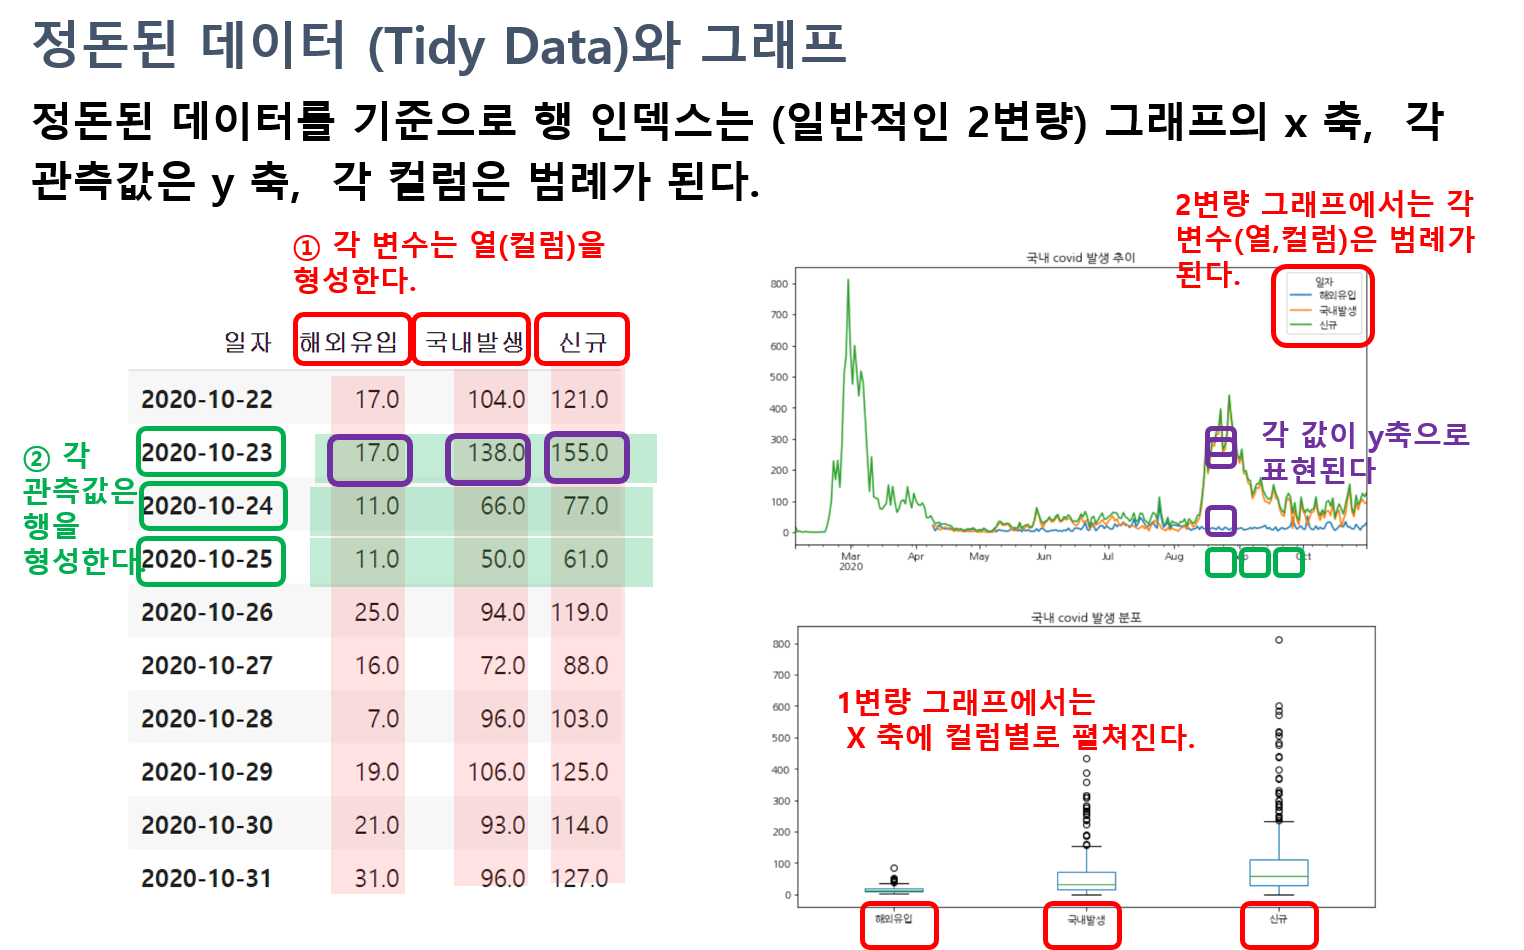 정돈된 데이터 (Tidy Data)와 그래프
정돈된 데이터를 기준으로 행 인덱스는 (일반적인 2변량) 그래프의 x 축, 각
관측값은 y 축, 각 컬럼은 범례가 된다.
① 각 변수는 열(컬럼)을
형성한다.
일자 해외유입 국내발생 신규
2020-10-22 17.0 104.0 121.0
2020-10-23 17.0 138.0 155.0
2020-10-24 11.0 66.0 77.0
2020-10-25 11.0 50.0 61.0
2020-10-26 25.0 94.0 119.0
2020-10-27 16.0 72.0 88.0
2020-10-28 7.0 96.0 103.0
2020-10-29 19.0 106.0 125.0
2020-10-30 21.0 93.0 114.0
2020-10-31 31.0 96.0 127.0
② 각
관측값은
행을
형성한다.
2변량 그래프에서는 각
변수(열,컬럼)은 범례가
된다.
국내 covid 발생 추이
일자
해외유입
국내발생
신규
800
700
600
500
400
300
200
100
0
각 값이 y축으로
표현된다
Mar Apr May Jun Jul Aug Oct
2020
국내 covid 발생 분포
800
700
600
500
400
300
200
100
0
1변량 그래프에서는
X 축에 컬럼별로 펼쳐진다.
해외유입 국내발생 신규